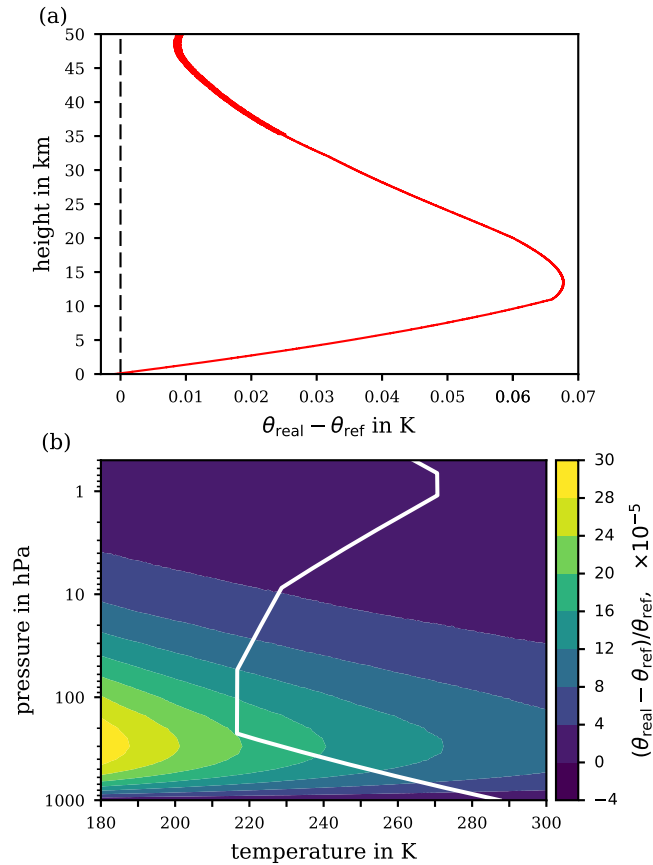 (a)
50
45
40
35
30
25
20
15
10
5
0
height in km
0 0.01 0.02 0.03 0.04 0.05 0.06 0.07
θreal − θref in K
(b)
1
10
100
1000
pressure in hPa
180 200 220 240 260 280 300
temperature in K
30
28
24
20
16
12
8
4
0
−4
(θreal − θref)/θref, ×10−5